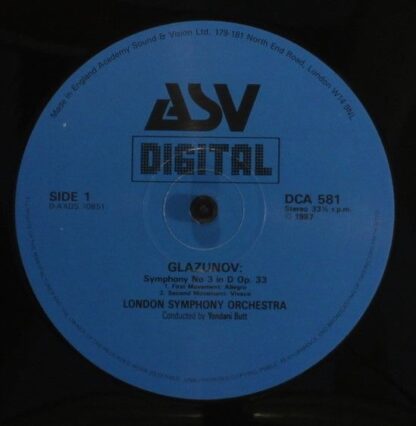 Made in England Academy Sound & Vision Ltd. 179-181 North End Road, London W14 9NL.
ASV
DIGITAL
SIDE 1
DCA 581
Stereo 33⅓ r.p.m.
℗ 1987
GLAZUNOV:
Symphony No 3 in D Op. 33
1. First Movement: Allegro
2. Second Movement: Vivace
LONDON SYMPHONY ORCHESTRA
Conducted by Yondani Butt